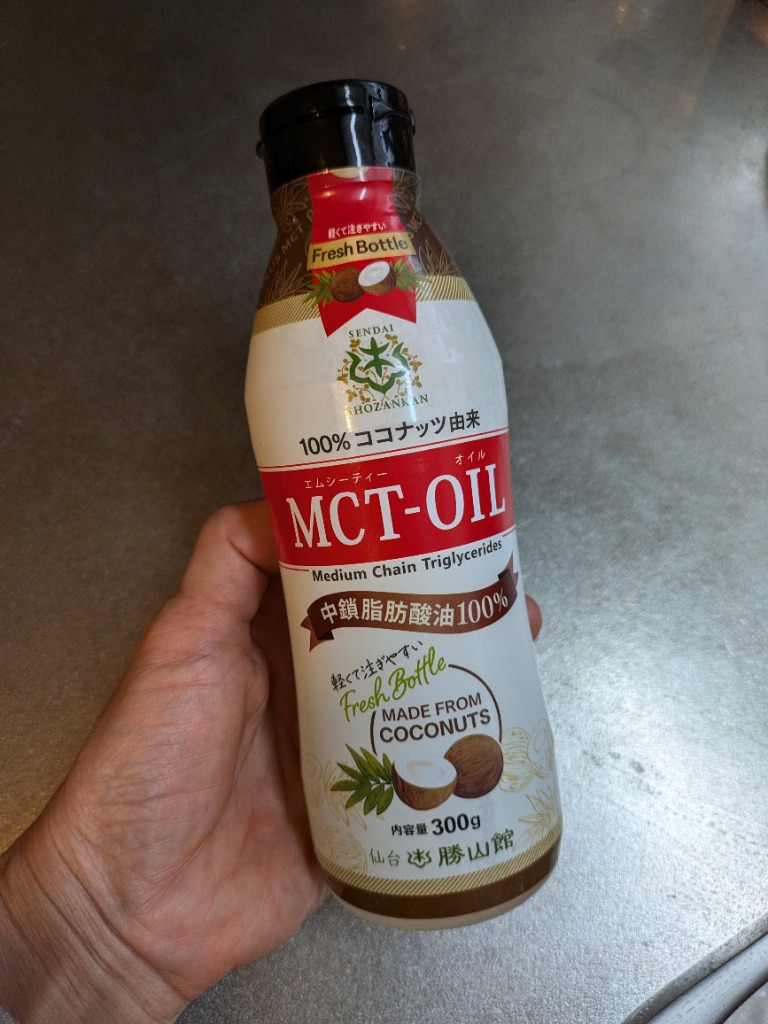 軽くて注ぎやすい
Fresh Bottle
SENDAI
SHOZANKAN
100% ココナッツ由来
エムシーティー オイル
MCT-OIL
Medium Chain Triglycerides
中鎖脂肪酸油100%
軽くて注ぎやすい
Fresh Bottle
MADE FROM
COCONUTS
内容量 300g
仙台 勝山館